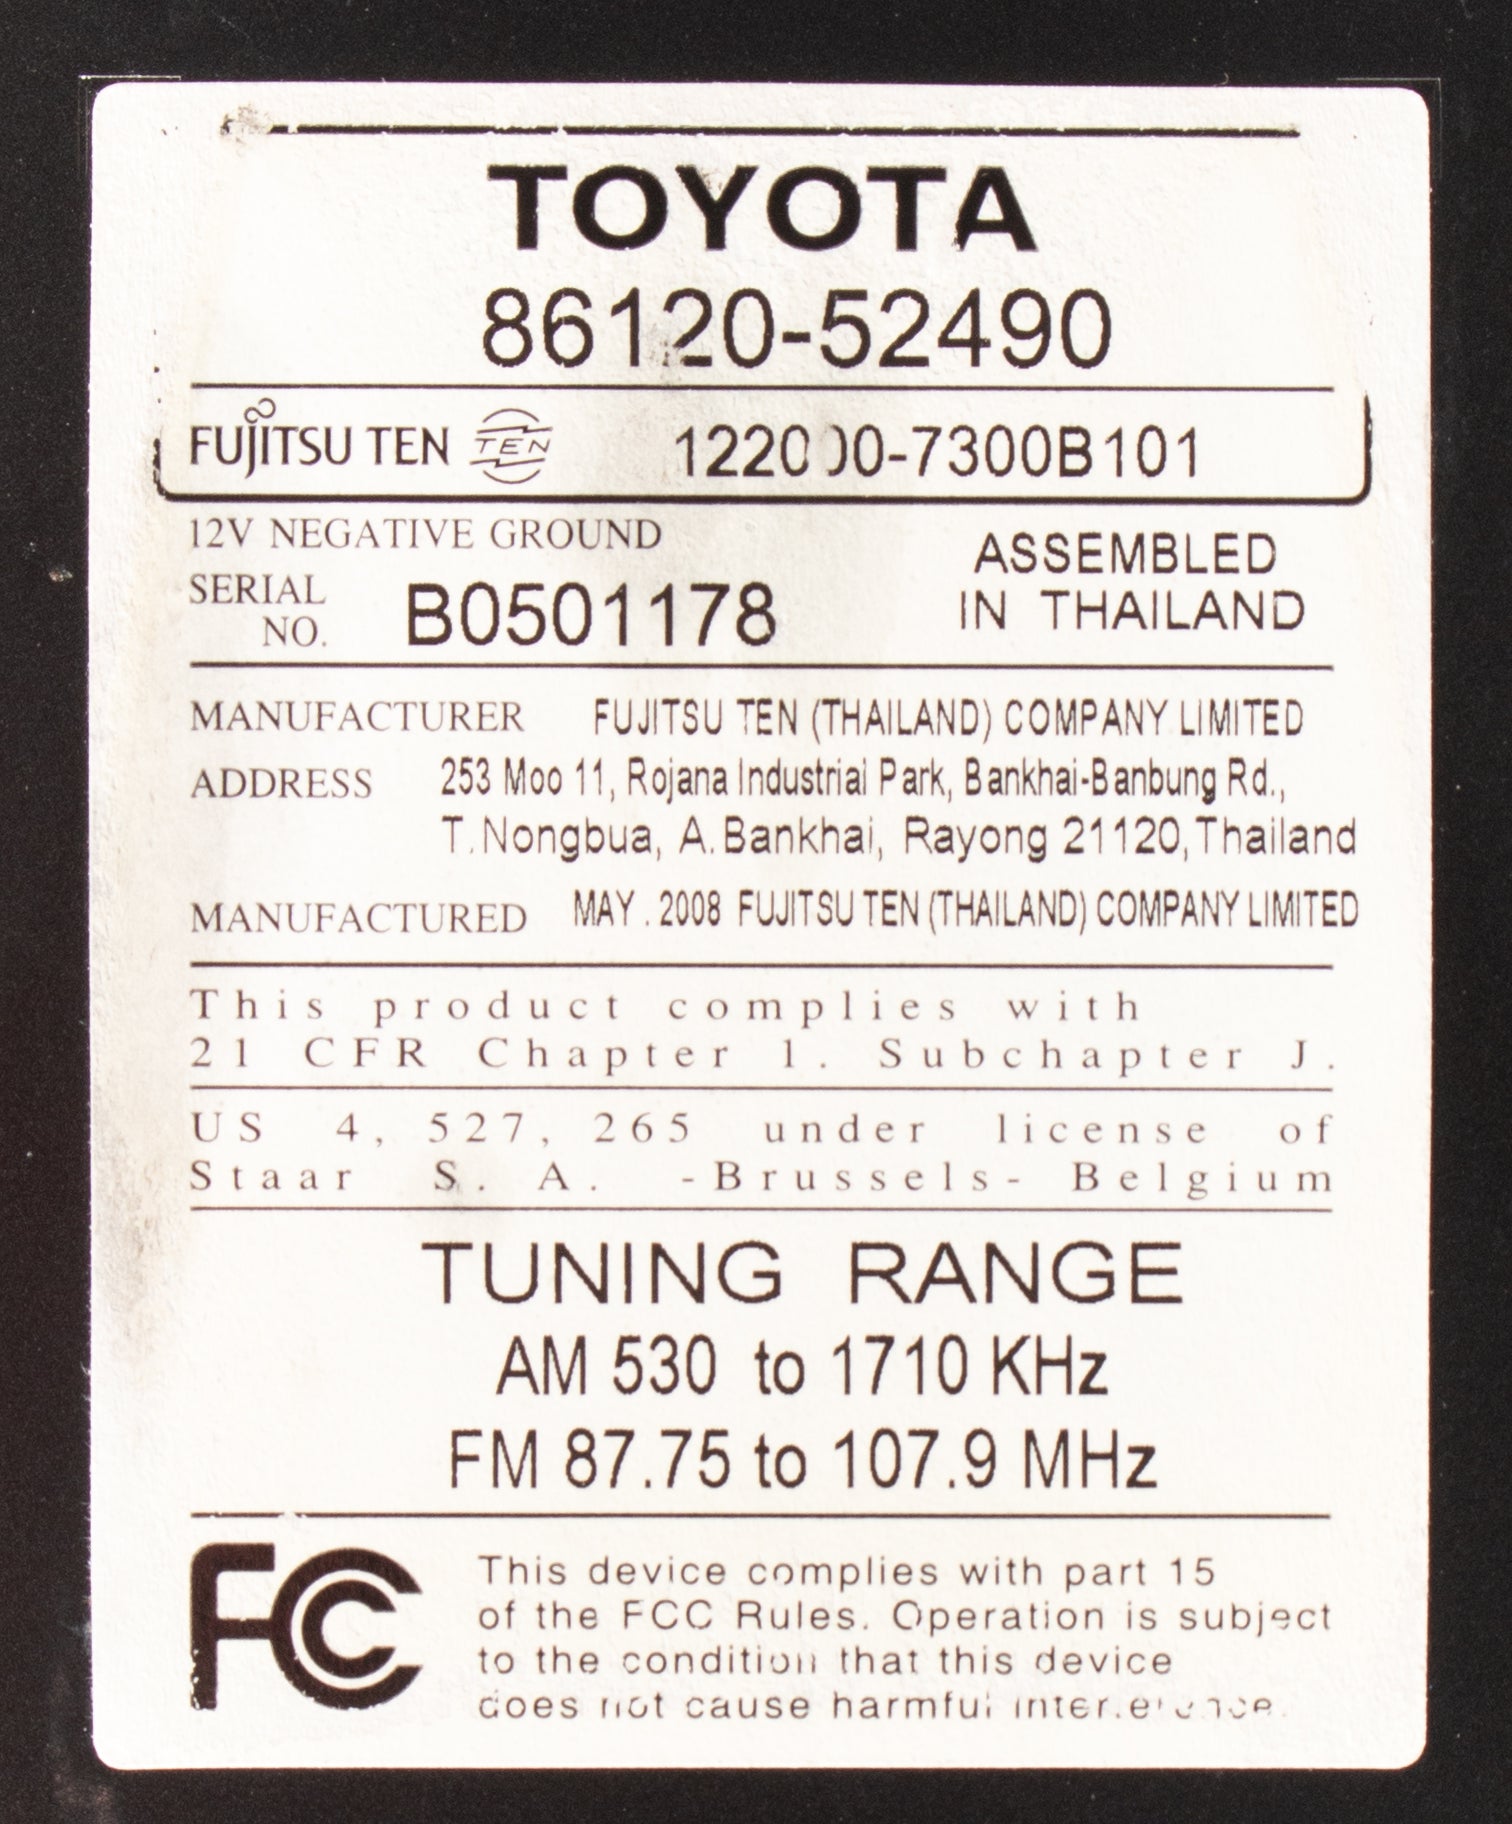 TOYOTA
86120-52490
FUJITSU TEN TEN 122000-7300B101
12V NEGATIVE GROUND
ASSEMBLED
IN THAILAND
SERIAL
NO. B0501178
MANUFACTURER FUJITSU TEN (THAILAND) COMPANY LIMITED
ADDRESS 253 Moo 11, Rojana Industrial Park, Bankhai-Banbung Rd.,
T.Nongbua, A.Bankhai, Rayong 21120,Thailand
MANUFACTURED MAY . 2008 FUJITSU TEN (THAILAND) COMPANY LIMITED
This product complies with
21 CFR Chapter 1. Subchapter J.
US 4, 527, 265 under license of
Staar S. A. -Brussels- Belgium
TUNING RANGE
AM 530 to 1710 KHz
FM 87.75 to 107.9 MHz
FC This device complies with part 15
of the FCC Rules. Operation is subject
to the condition that this device
does not cause harmful interference.